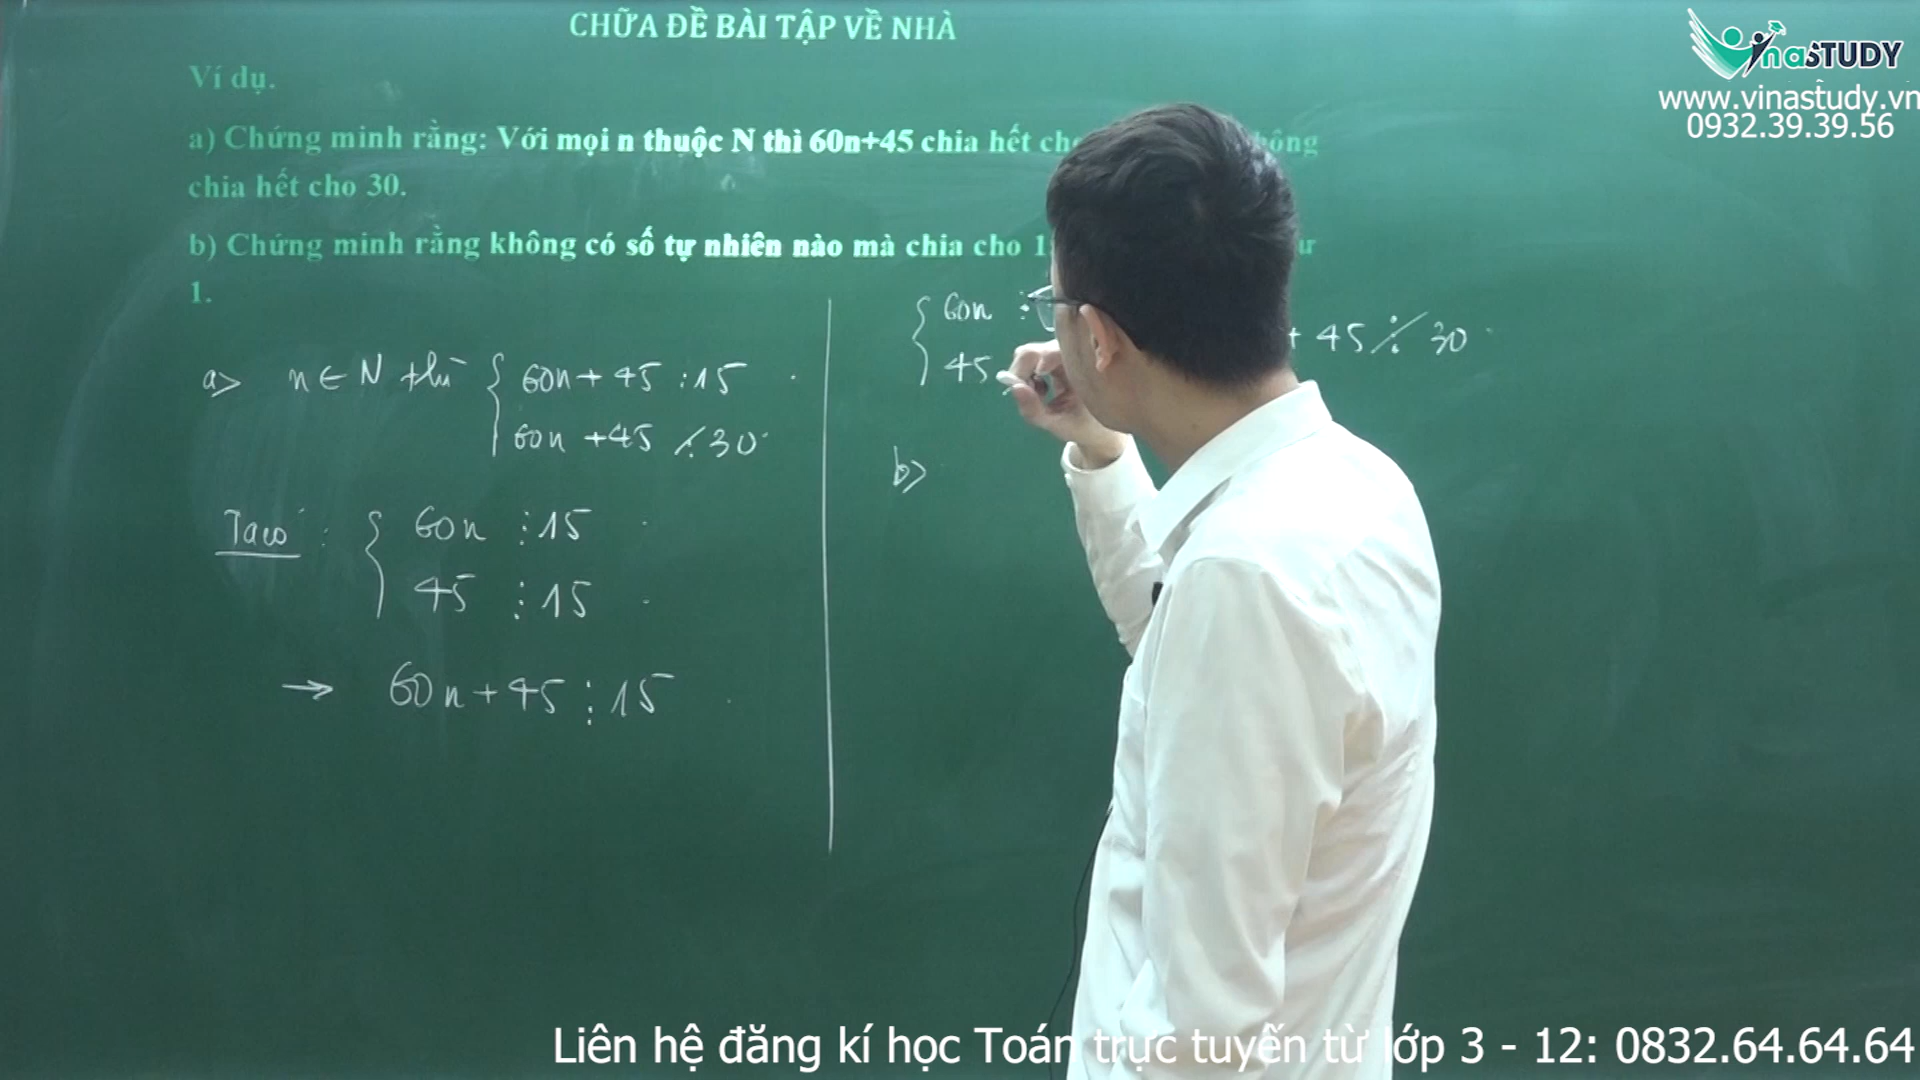 CHỮA ĐỀ BÀI TẬP VỀ NHÀ
VinaSTUDY
www.vinastudy.vn
0932.39.39.56
Ví dụ.
a) Chứng minh rằng: Với mọi n thuộc N thì 60n+45 chia hết
chia hết cho 30.
b) Chứng minh rằng không có số tự nhiên nào mà chia cho
1.
a> n ∈ N thì { 60n + 45 ⋮ 15
60n + 45 ⋮̸ 30
Ta có : { 60n ⋮ 15
45 ⋮ 15
→ 60n + 45 ⋮ 15
{ 60n ⋮
45
+ 45 ⋮̸ 30
b>
Liên hệ đăng kí học Toán trực tuyến từ lớp 3 - 12: 0832.64.64.64